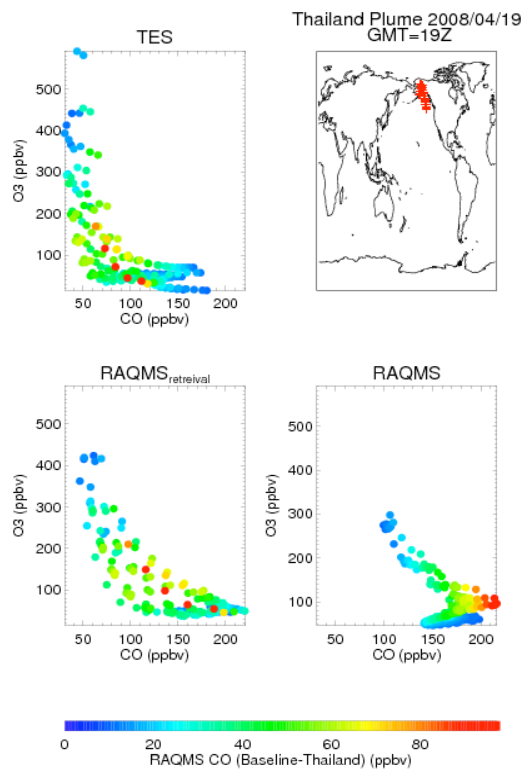 Thailand Plume 2008/04/19
GMT=19Z
TES
500
400
300
200
100
O3 (ppbv)
50 100 150 200
CO (ppbv)
RAQMSretreival
500
400
300
200
100
O3 (ppbv)
50 100 150 200
CO (ppbv)
RAQMS
500
400
300
200
100
O3 (ppbv)
50 100 150 200
CO (ppbv)
0 20 40 60 80
RAQMS CO (Baseline-Thailand) (ppbv)